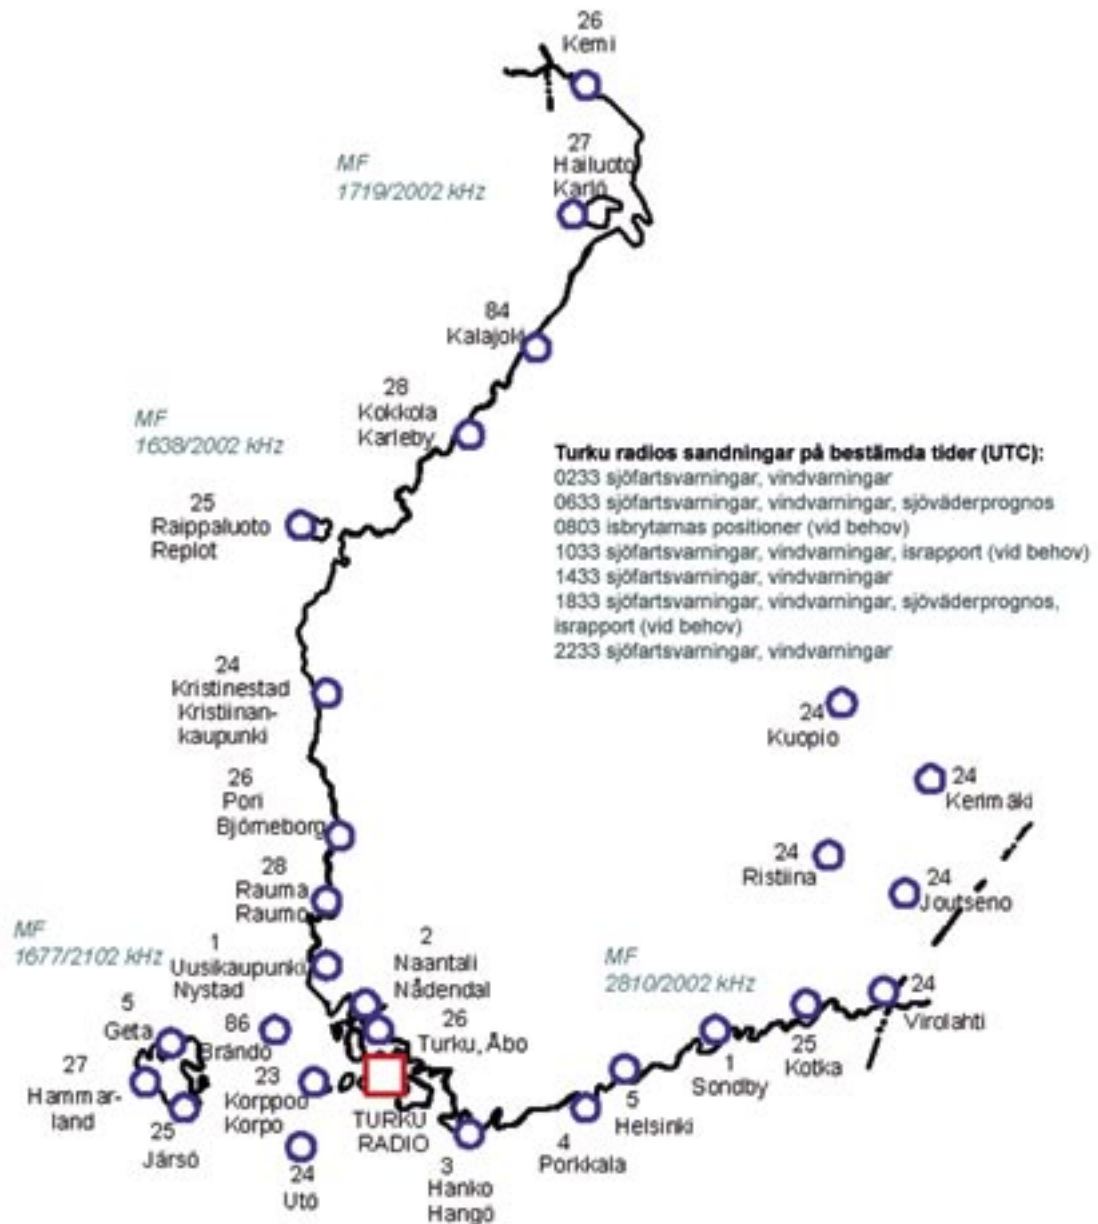 26
Kemi
27
Hailuoto
Karlö
MF
1719/2002 kHz
84
Kalajoki
28
Kokkola
Karleby
MF
1638/2002 kHz
25
Raippaluoto
Replot
Turku radios sandningar på bestämda tider (UTC):
0233 sjöfartsvarningar, vindvarningar
0633 sjöfartsvarningar, vindvarningar, sjöväderprognos
0803 isbrytarnas positioner (vid behov)
1033 sjöfartsvarningar, vindvarningar, israpport (vid behov)
1433 sjöfartsvarningar, vindvarningar
1833 sjöfartsvarningar, vindvarningar, sjöväderprognos,
israpport (vid behov)
2233 sjöfartsvarningar, vindvarningar
24
Kristinestad
Kristiinan-
kaupunki
24
Kuopio
24
Kerimäki
26
Pori
Björneborg
24
Ristiina
24
Joutseno
28
Rauma
Raumo
MF
1677/2102 kHz
1
Uusikaupunki
Nystad
2
Naantali
Nådendal
MF
2810/2002 kHz
24
Virolahti
5
Geta
86
Brändö
26
Turku, Åbo
25
Kotka
1
Sondby
27
Hammar-
land
23
Korppoo
Korpo
TURKU
RADIO
5
Helsinki
25
Järsö
4
Porkkala
24
Utö
3
Hanko
Hangö